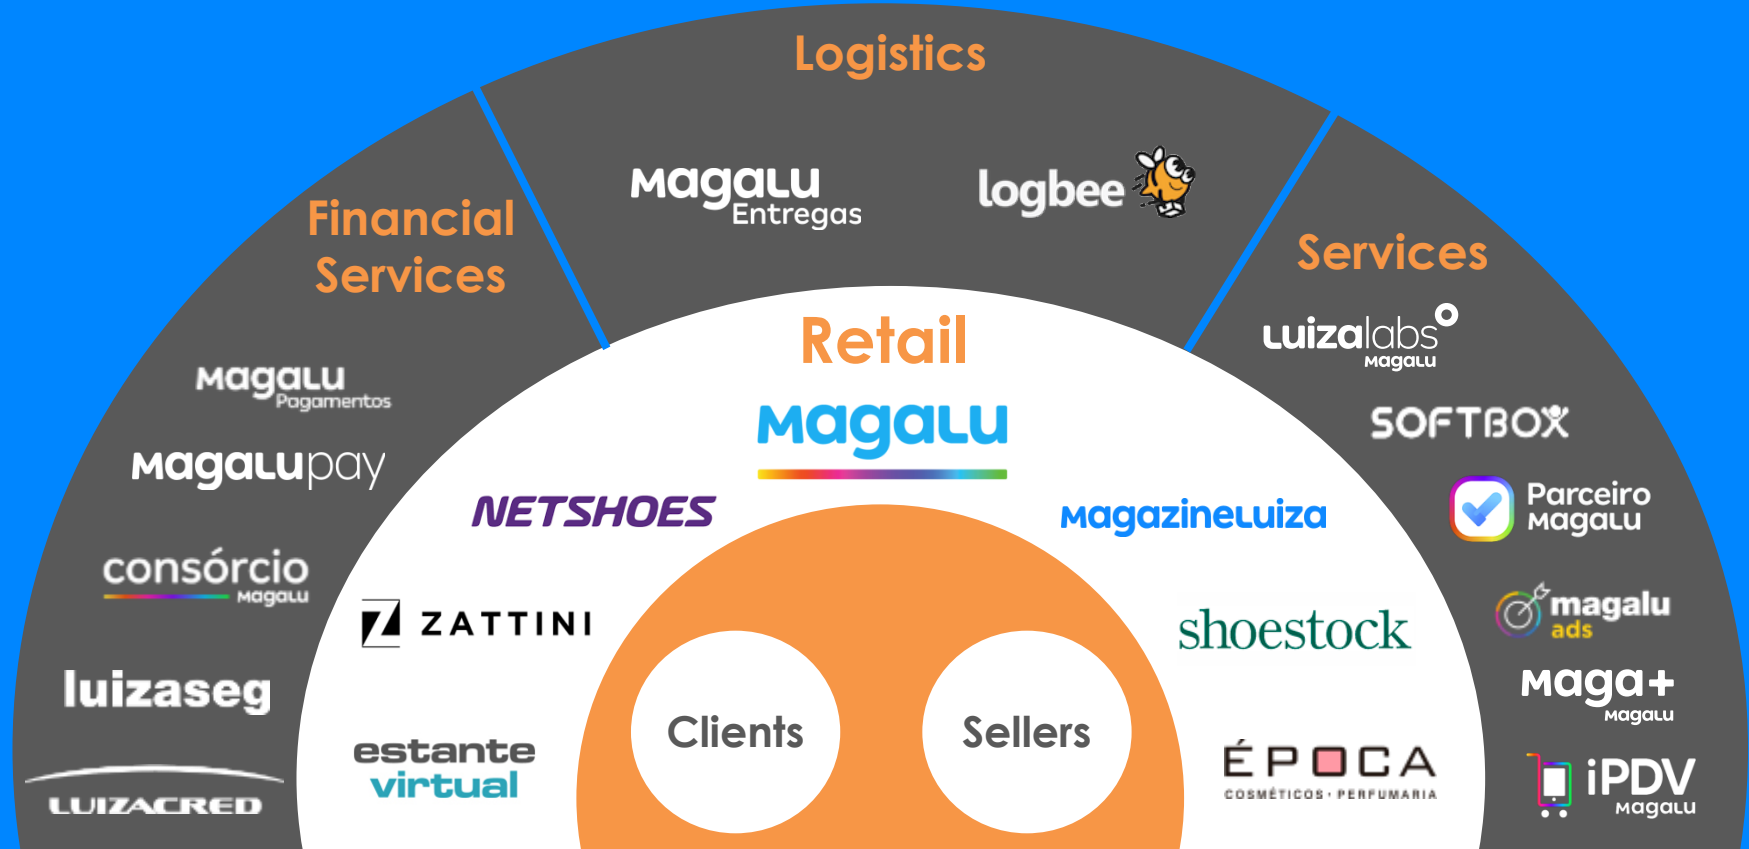 Logistics
Magalu
Entregas
logbee
Financial
Services
Magalu
Pagamentos
Magalupay
consórcio
Magalu
luizaseg
LUIZACRED
Services
Luizalabs
Magalu
SOFTBOX
Parceiro
Magalu
magalu
ads
Maga+
Magalu
iPDV
Magalu
Retail
Magalu
NETSHOES
MagazineLuiza
ZATTINI
shoestock
estante
virtual
ÉPOCA
COSMÉTICOS · PERFUMARIA
Clients
Sellers